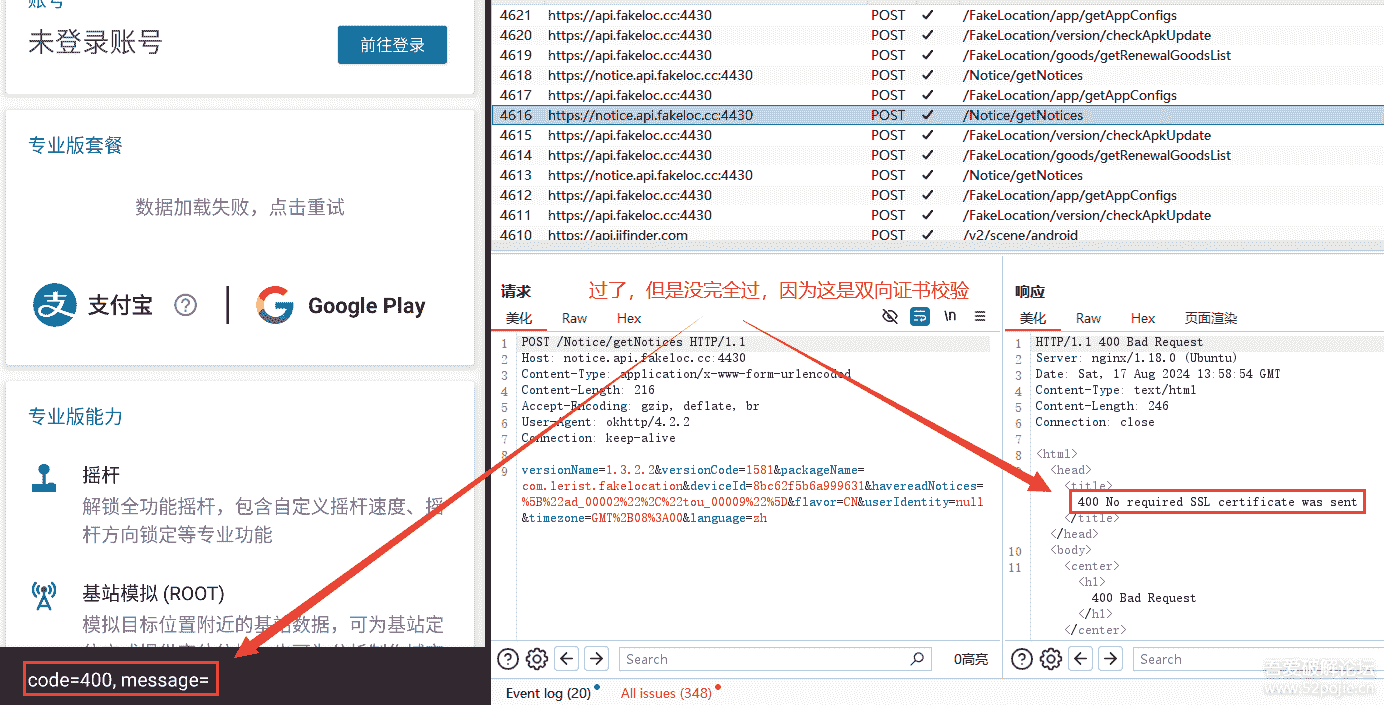 账号
未登录账号
前往登录
专业版套餐
数据加载失败，点击重试
支付宝
Google Play
专业版能力
摇杆
解锁全功能摇杆，包含自定义摇杆速度、摇
杆方向锁定等专业功能
基站模拟 (ROOT)
模拟目标位置附近的基站数据，可为基站定
code=400, message=
4621 https://api.fakeloc.cc:4430 POST ✓ /FakeLocation/app/getAppConfigs
4620 https://api.fakeloc.cc:4430 POST ✓ /FakeLocation/version/checkApkUpdate
4619 https://api.fakeloc.cc:4430 POST ✓ /FakeLocation/goods/getRenewalGoodsList
4618 https://notice.api.fakeloc.cc:4430 POST ✓ /Notice/getNotices
4617 https://api.fakeloc.cc:4430 POST ✓ /FakeLocation/app/getAppConfigs
4616 https://notice.api.fakeloc.cc:4430 POST ✓ /Notice/getNotices
4615 https://api.fakeloc.cc:4430 POST ✓ /FakeLocation/version/checkApkUpdate
4614 https://api.fakeloc.cc:4430 POST ✓ /FakeLocation/goods/getRenewalGoodsList
4613 https://notice.api.fakeloc.cc:4430 POST ✓ /Notice/getNotices
4612 https://api.fakeloc.cc:4430 POST ✓ /FakeLocation/app/getAppConfigs
4611 https://api.fakeloc.cc:4430 POST ✓ /FakeLocation/version/checkApkUpdate
4610 https://api.iifinder.com POST ✓ /v2/scene/android
请求
过了，但是没完全过，因为这是双向证书校验
美化 Raw Hex
\n
1 POST /Notice/getNotices HTTP/1.1
2 Host: notice.api.fakeloc.cc:4430
3 Content-Type: application/x-www-form-urlencoded
4 Content-Length: 216
5 Accept-Encoding: gzip, deflate, br
6 User-Agent: okhttp/4.2.2
7 Connection: keep-alive
8
9 versionName=1.3.2.2&versionCode=1581&packageName=
com.lerist.fakelocation&deviceId=8bc62f5b6a999631&havereadNotices=
%5B%22ad_00002%22%2C%22tou_00009%22%5D&flavor=CN&userIdentity=null
&timezone=GMT%2B08%3A00&language=zh
Search
0高亮
响应
美化 Raw Hex 页面渲染
1 HTTP/1.1 400 Bad Request
2 Server: nginx/1.18.0 (Ubuntu)
3 Date: Sat, 17 Aug 2024 13:58:54 GMT
4 Content-Type: text/html
5 Content-Length: 246
6 Connection: close
7
8 <html>
9 <head>
<title>
400 No required SSL certificate was sent
</title>
</head>
10 <body>
11 <center>
<h1>
400 Bad Request
</h1>
</center>
Search
Event log (20) All issues (348)
吾爱破解论坛
www.52pojie.cn